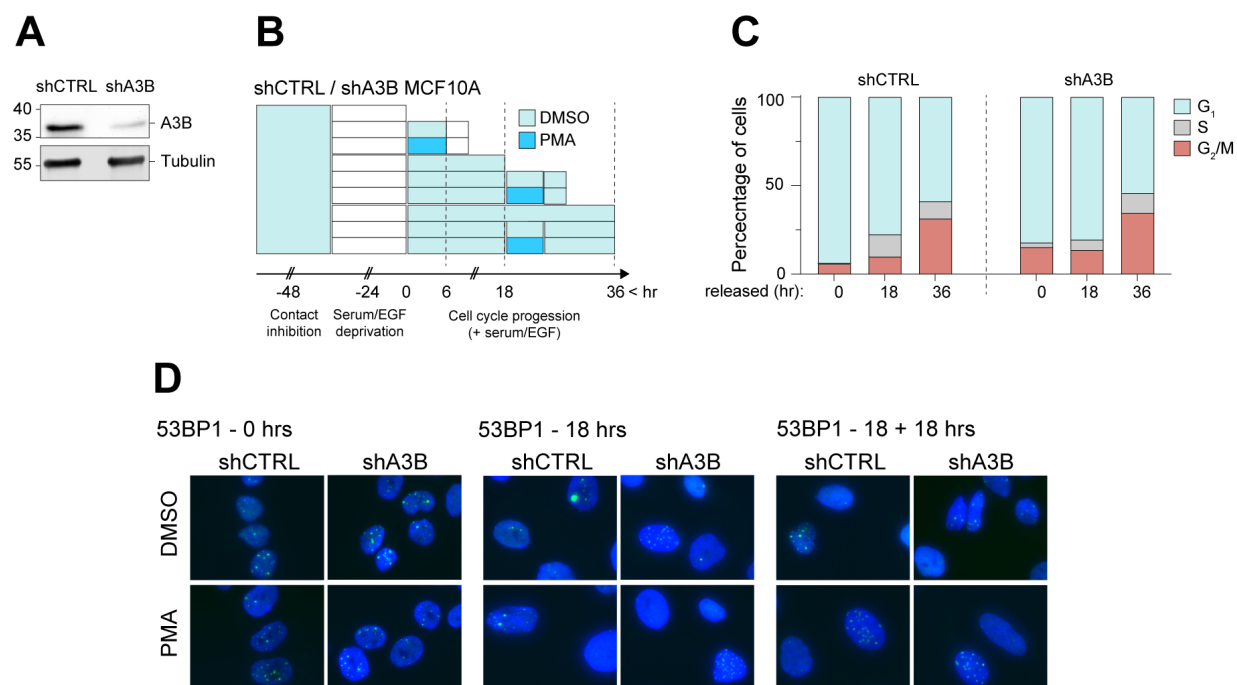 A
shCTRL shA3B
40
35
A3B
55
Tubulin
B
shCTRL / shA3B MCF10A
DMSO
PMA
-48 -24 0 6 18 36 < hr
Contact inhibition
Serum/EGF deprivation
Cell cycle progession
(+ serum/EGF)
C
shCTRL shA3B
Percecntage of cells
100
50
0
G1
S
G2/M
released (hr): 0 18 36 0 18 36
D
53BP1 - 0 hrs
53BP1 - 18 hrs
53BP1 - 18 + 18 hrs
shCTRL shA3B shCTRL shA3B shCTRL shA3B
DMSO
PMA